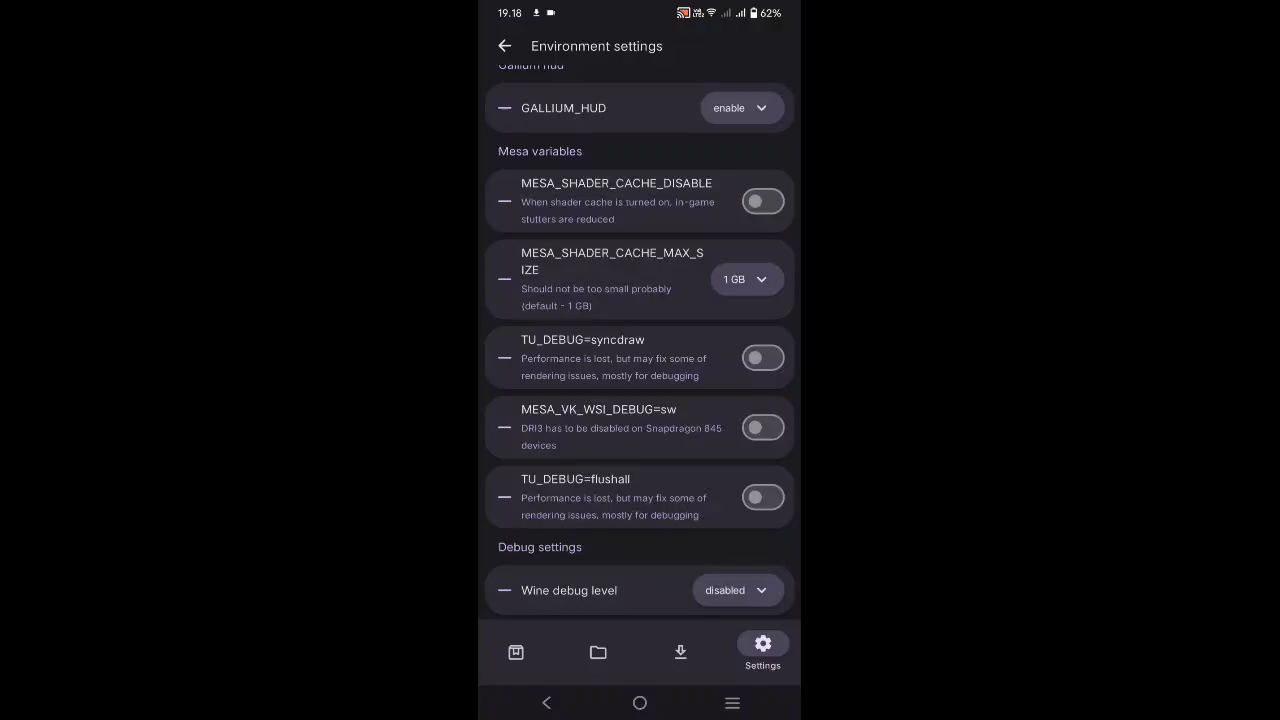 19.18
62%
Environment settings
Gallium hud
GALLIUM_HUD
enable
Mesa variables
MESA_SHADER_CACHE_DISABLE
When shader cache is turned on, in-game
stutters are reduced
MESA_SHADER_CACHE_MAX_S
IZE
1 GB
Should not be too small probably
(default - 1 GB)
TU_DEBUG=syncdraw
Performance is lost, but may fix some of
rendering issues, mostly for debugging
MESA_VK_WSI_DEBUG=sw
DRI3 has to be disabled on Snapdragon 845
devices
TU_DEBUG=flushall
Performance is lost, but may fix some of
rendering issues, mostly for debugging
Debug settings
Wine debug level
disabled
Settings